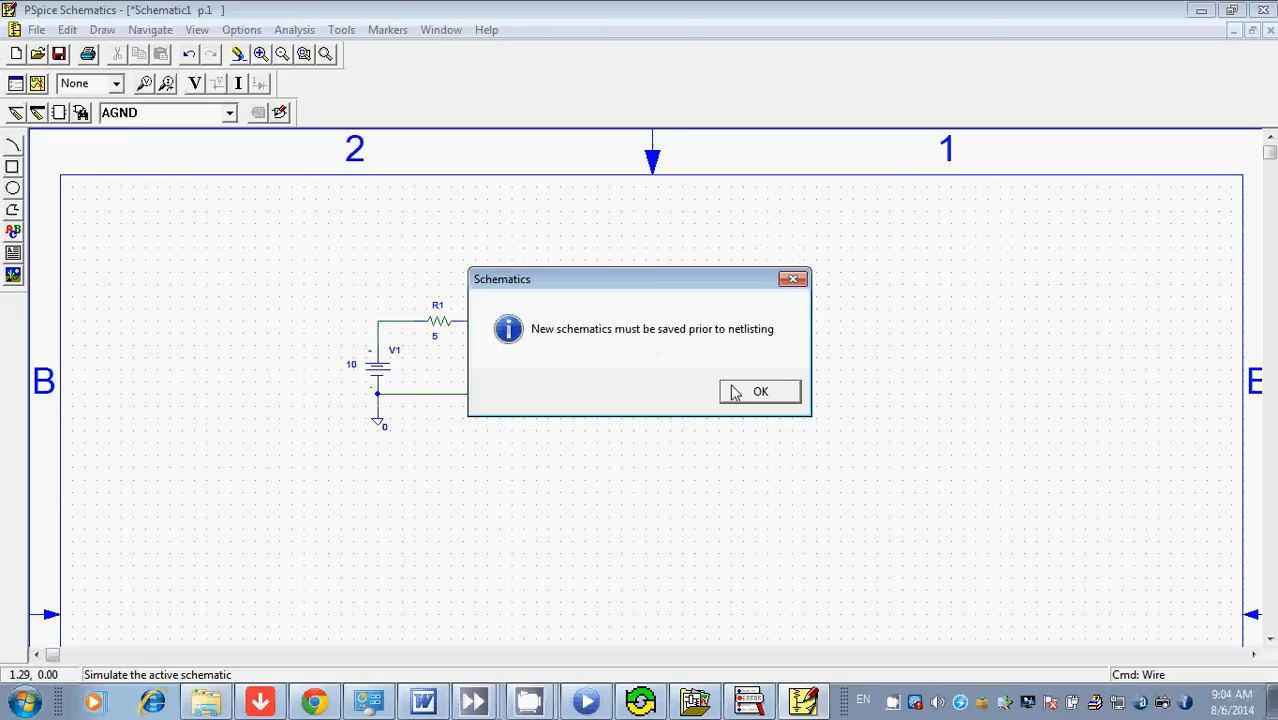 PSpice Schematics - [*Schematic1 p.1 ]
File Edit Draw Navigate View Options Analysis Tools Markers Window Help
None
V
I
AGND
2
1
B
R1
5
V1
10
+
-
0
Schematics
New schematics must be saved prior to netlisting
OK
1.29, 0.00
Simulate the active schematic
Cmd: Wire
EN
9:04 AM
8/6/2014